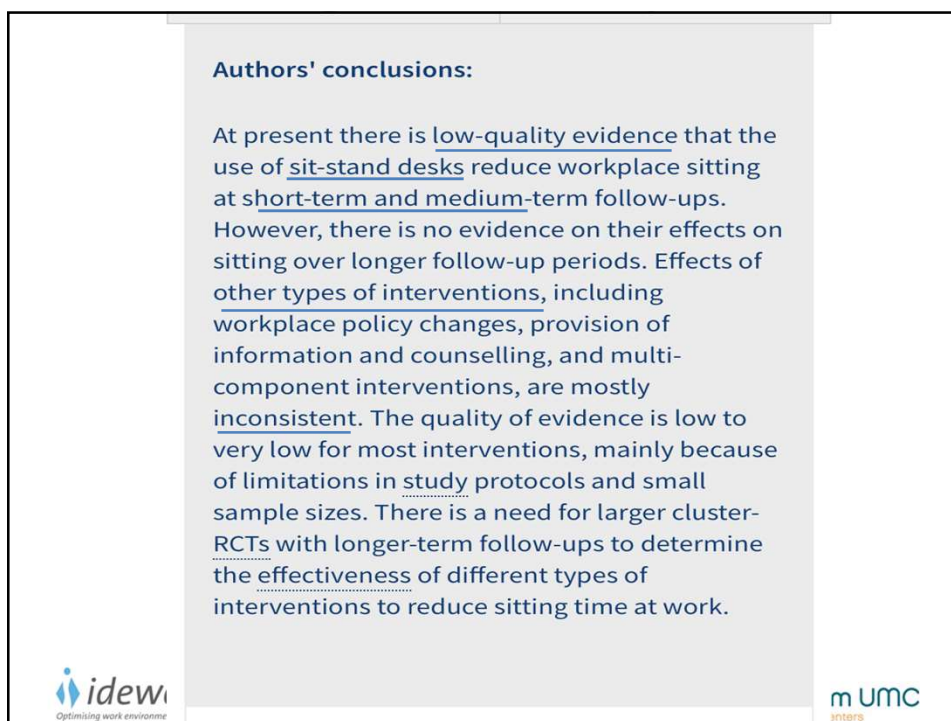 Authors' conclusions:
At present there is low-quality evidence that the
use of sit-stand desks reduce workplace sitting
at short-term and medium-term follow-ups.
However, there is no evidence on their effects on
sitting over longer follow-up periods. Effects of
other types of interventions, including
workplace policy changes, provision of
information and counselling, and multi-
component interventions, are mostly
inconsistent. The quality of evidence is low to
very low for most interventions, mainly because
of limitations in study protocols and small
sample sizes. There is a need for larger cluster-
RCTs with longer-term follow-ups to determine
the effectiveness of different types of
interventions to reduce sitting time at work.
idew
Optimising work environme
m UMC
enters